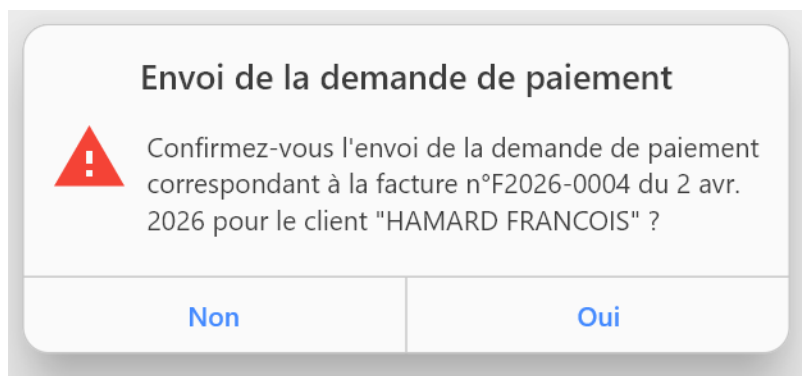 Envoi de la demande de paiement
Confirmez-vous l'envoi de la demande de paiement
correspondant à la facture n°F2026-0004 du 2 avr.
2026 pour le client "HAMARD FRANCOIS" ?
Non
Oui